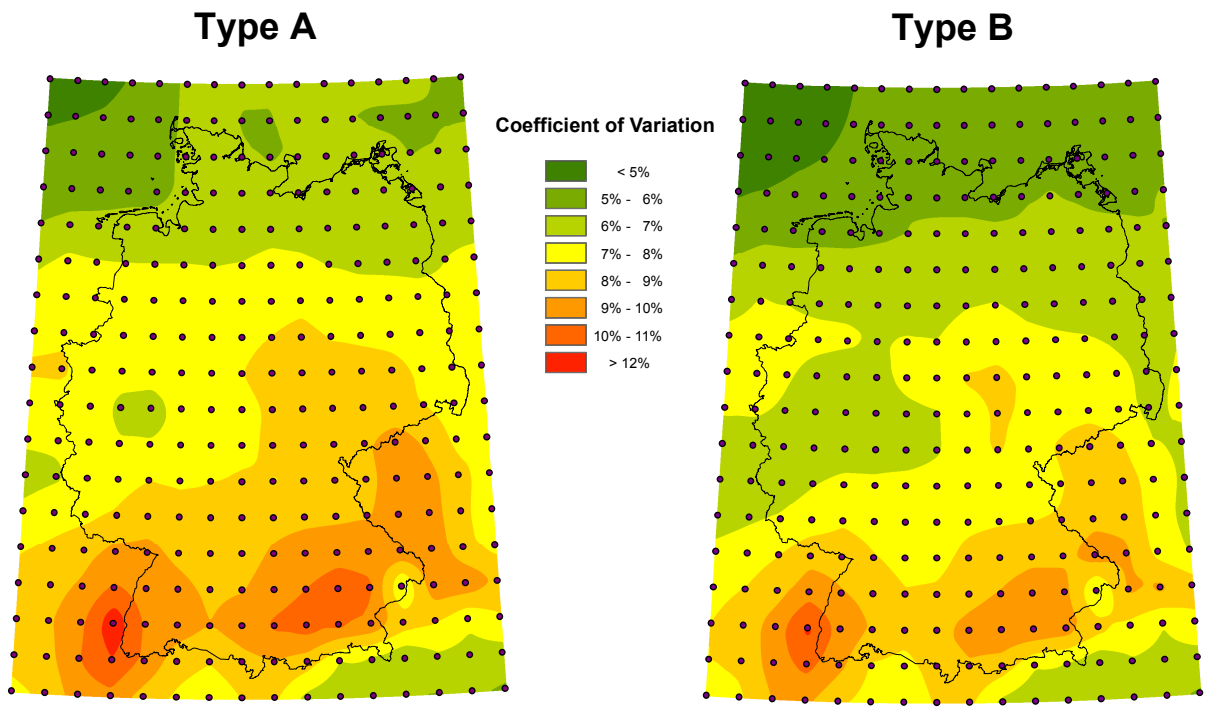 Type A
Type B
Coefficient of Variation
< 5%
5% - 6%
6% - 7%
7% - 8%
8% - 9%
9% - 10%
10% - 11%
> 12%